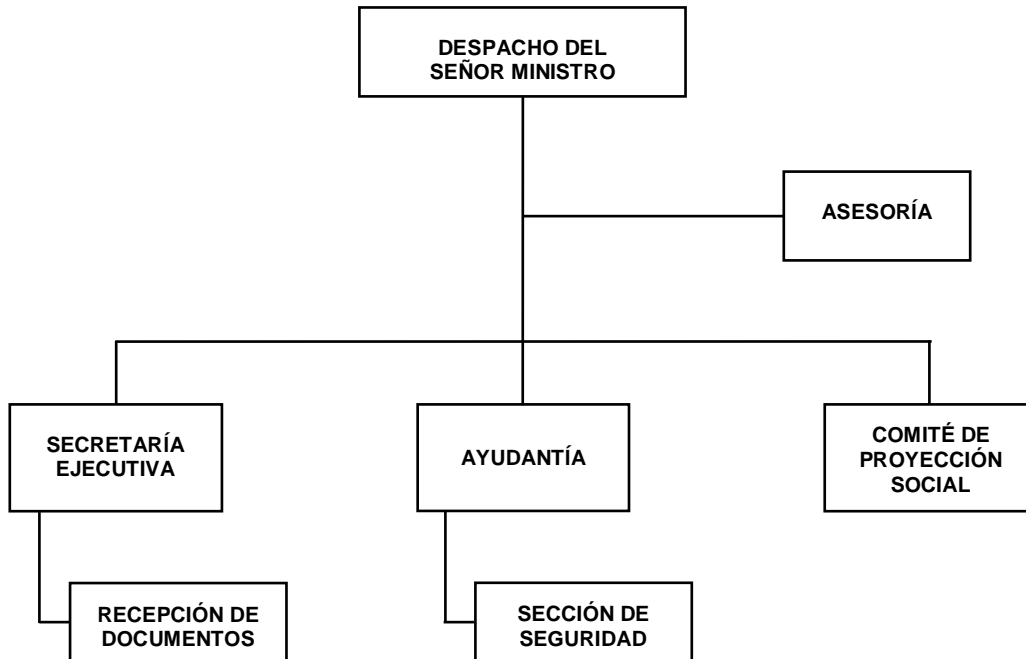 DESPACHO DEL
SEÑOR MINISTRO
ASESORÍA
SECRETARÍA
EJECUTIVA
AYUDANTÍA
COMITÉ DE
PROYECCIÓN
SOCIAL
RECEPCIÓN DE
DOCUMENTOS
SECCIÓN DE
SEGURIDAD